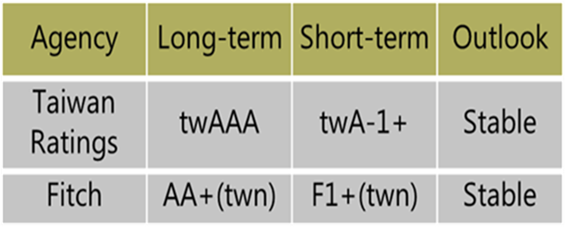 Agency Long-term Short-term Outlook
Taiwan
Ratings twAAA twA-1+ Stable
Fitch AA+(twn) F1+(twn) Stable